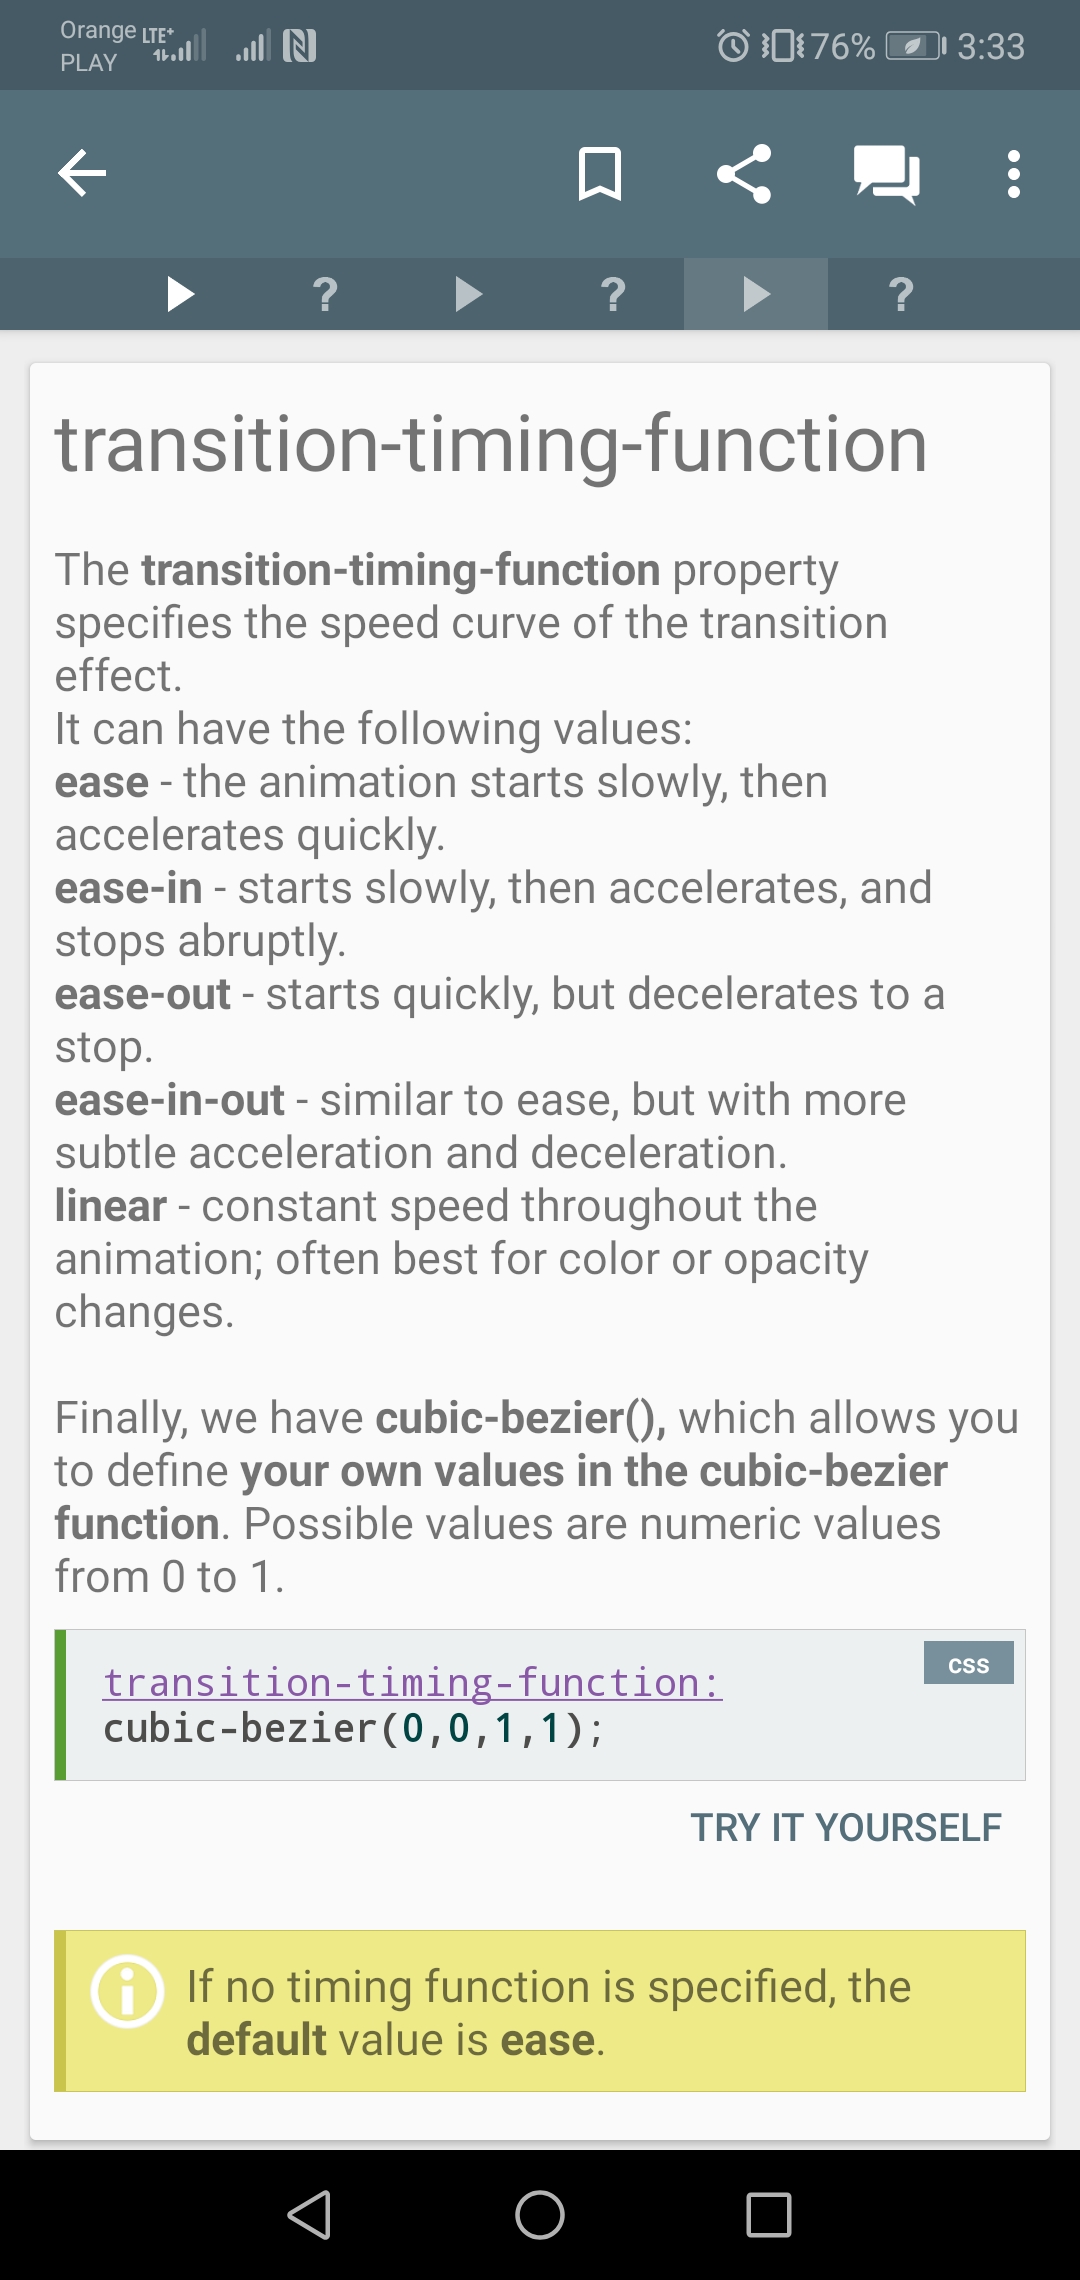 Orange LTE+
PLAY
76% 3:33
? ? ?
transition-timing-function
The transition-timing-function property
specifies the speed curve of the transition
effect.
It can have the following values:
ease - the animation starts slowly, then
accelerates quickly.
ease-in - starts slowly, then accelerates, and
stops abruptly.
ease-out - starts quickly, but decelerates to a
stop.
ease-in-out - similar to ease, but with more
subtle acceleration and deceleration.
linear - constant speed throughout the
animation; often best for color or opacity
changes.
Finally, we have cubic-bezier(), which allows you
to define your own values in the cubic-bezier
function. Possible values are numeric values
from 0 to 1.
css
transition-timing-function:
cubic-bezier(0,0,1,1);
TRY IT YOURSELF
If no timing function is specified, the
default value is ease.